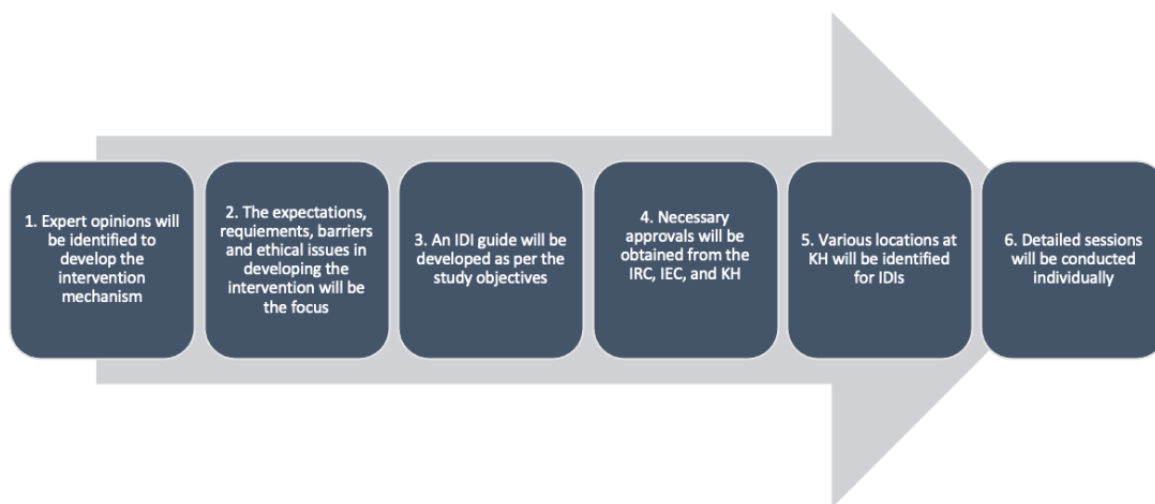 1. Expert opinions will
be identified to
develop the
intervention
mechanism
2. The expectations,
requiements, barriers
and ethical issues in
developing the
intervention will be
the focus
3. An IDI guide will be
developed as per the
study objectives
4. Necessary
approvals will be
obtained from the
IRC, IEC, and KH
5. Various locations at
KH will be identified
for IDIs
6. Detailed sessions
will be conducted
individually